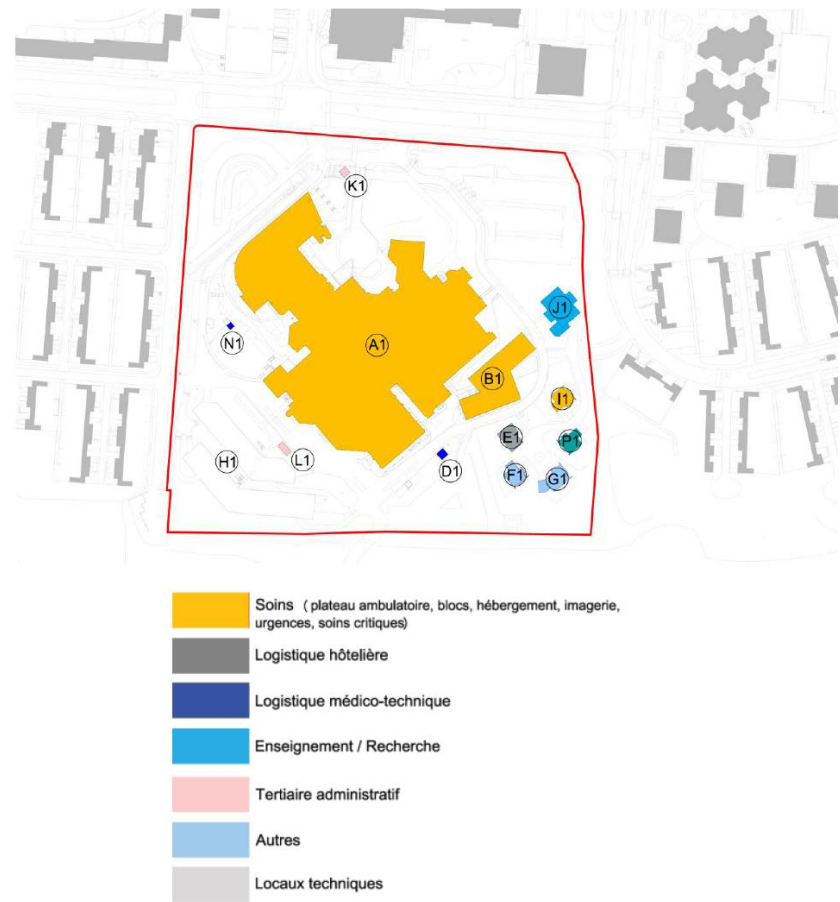 K1
J1
N1
A1
B1
I1
E1
P1
H1
L1
D1
F1
G1
Soins ( plateau ambulatoire, blocs, hébergement, imagerie,
urgences, soins critiques)
Logistique hôtelière
Logistique médico-technique
Enseignement / Recherche
Tertiaire administratif
Autres
Locaux techniques